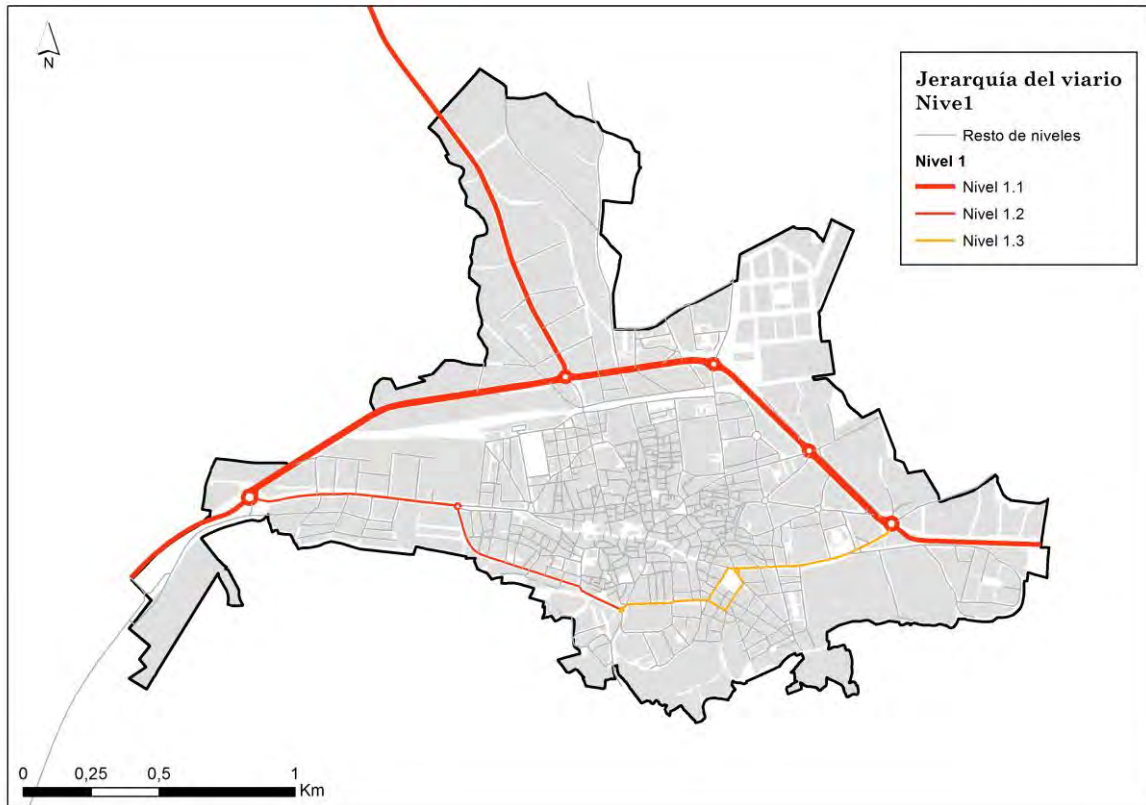 N
Jerarquía del viario
Nive1
Resto de niveles
Nivel 1
Nivel 1.1
Nivel 1.2
Nivel 1.3
0 0,25 0,5 1
Km